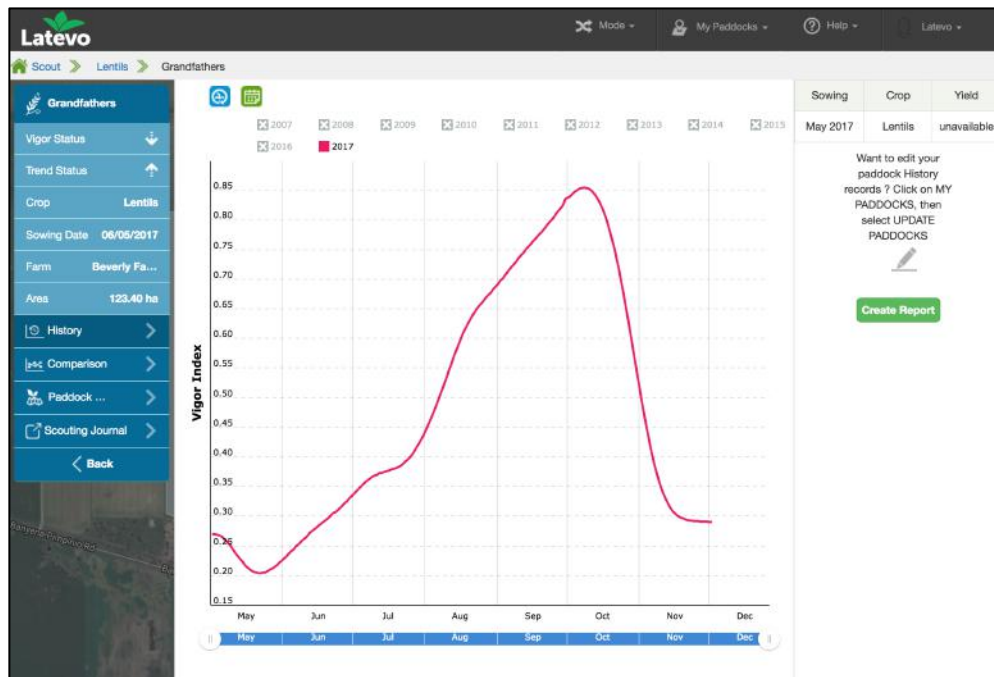 Latevo
Mode
My Paddocks
Help
Latevo
Scout
Lentils
Grandfathers
Grandfathers
Vigor Status
Trend Status
Crop Lentils
Sowing Date 06/05/2017
Farm Beverly Fa...
Area 123.40 ha
History
Comparison
Paddock ...
Scouting Journal
Back
2007 2008 2009 2010 2011 2012 2013 2014 2015
2016 2017
Vigor Index
0.85
0.80
0.75
0.70
0.65
0.60
0.55
0.50
0.45
0.40
0.35
0.30
0.25
0.20
0.15
May Jun Jul Aug Sep Oct Nov Dec
May Jun Jul Aug Sep Oct Nov Dec
Sowing Crop Yield
May 2017 Lentils unavailable
Want to edit your
paddock History
records ? Click on MY
PADDOCKS, then
select UPDATE
PADDOCKS
Create Report